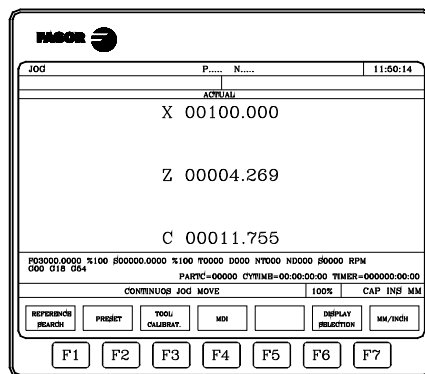 FAGOR
JOG P..... N..... 11:50:14
ACTUAL
X 00100.000
Z 00004.269
C 00011.755
F03000.0000 %100 S00000.0000 %100 T0000 D000 NT000 ND000 S0000 RPM
G00 G18 G54
PARTC=00000 CYTIME=00:00:00:00 TIMER=000000:00:00
CONTINUOS JOG MOVE 100% CAP INS MM
REFERENCE SEARCH PRESET TOOL CALIBRAT. MDI DISPLAY SELECTION MM/INCH
F1 F2 F3 F4 F5 F6 F7